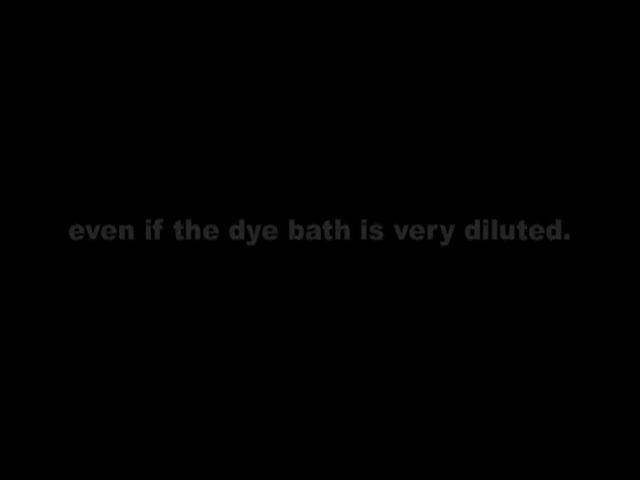 even if the dye bath is very diluted.